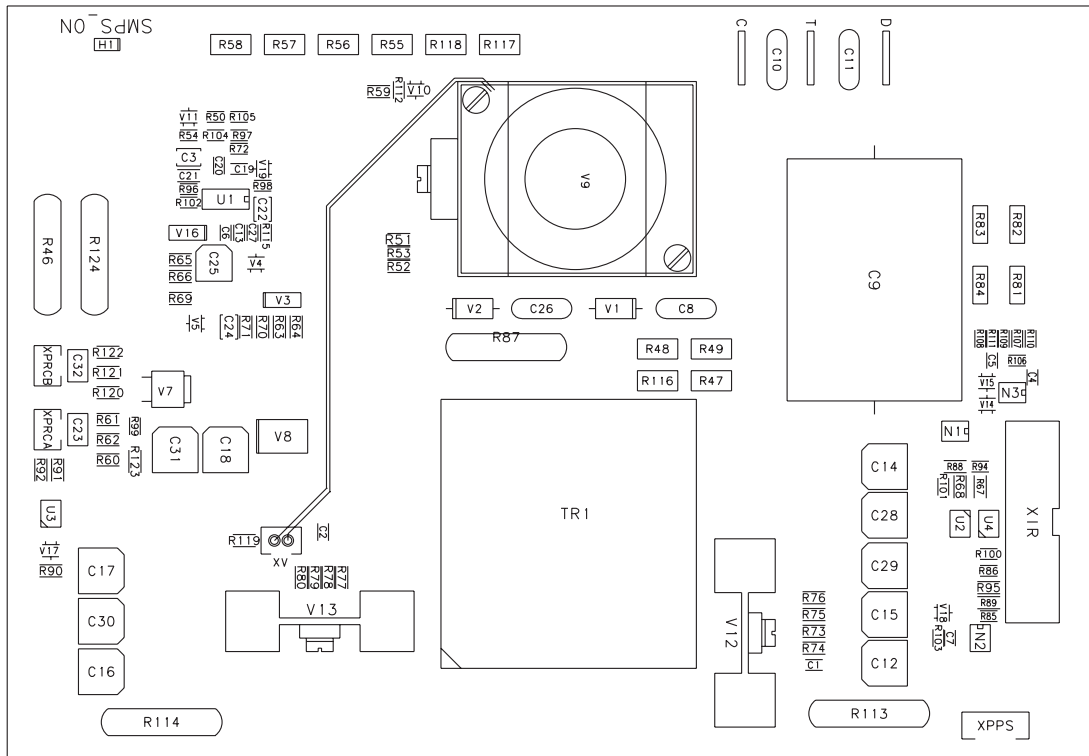 SMPS_ON
H1
R58 R57 R56 R55 R118 R117
C C10 T C11 D
R59 R112 V10
V11 R50 R105
R54 R104 R97
R72
C3 C20 C19 V19
C21
R96 R98
R102 U1 C22
V9
V16 C6 C13 C27 R115
R51
R53
R52
R46 R124
R65 C25 V4
R66
R69 V3
C9
R83 R82
R84 R81
V2 C26 V1 C8
V5 C24 R71 R70 R63 R64
R87
R48 R49
R116 R47
R108 R111 R109 R107 R110
C5 R106 C4
V15 N3
V14
XPRCB C32 R122
R121
R120 V7
XPRCA C23 R61 R99
R62
R60 R123
C31 C18 V8
R92 R91
N1
C14 R88 R94
R101 R68 R67
U3
C28 U2 U4 XIR
TR1
V17
R90
R119 XV C2
R80 R79 R78 R77
C17 V13
C30
C16
V12
R76
R75
R73
R74
C1
C29 R100
R86
R95
C15 V18 R89
R85
C12 R103 C7 N2
R114 R113 XPPS